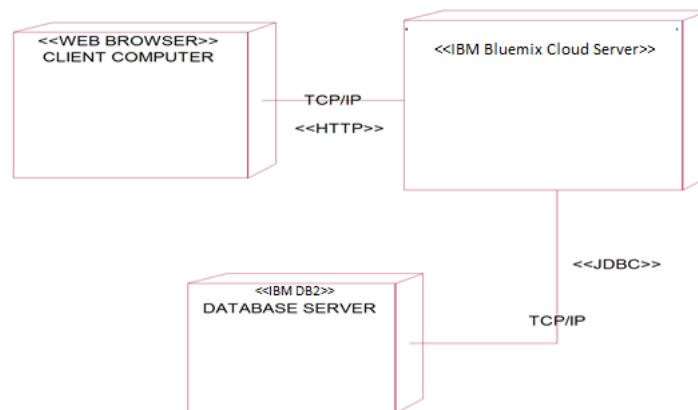 <<WEB BROWSER>>
CLIENT COMPUTER
<<IBM Bluemix Cloud Server>>
TCP/IP
<<HTTP>>
<<JDBC>>
<<IBM DB2>>
DATABASE SERVER
TCP/IP